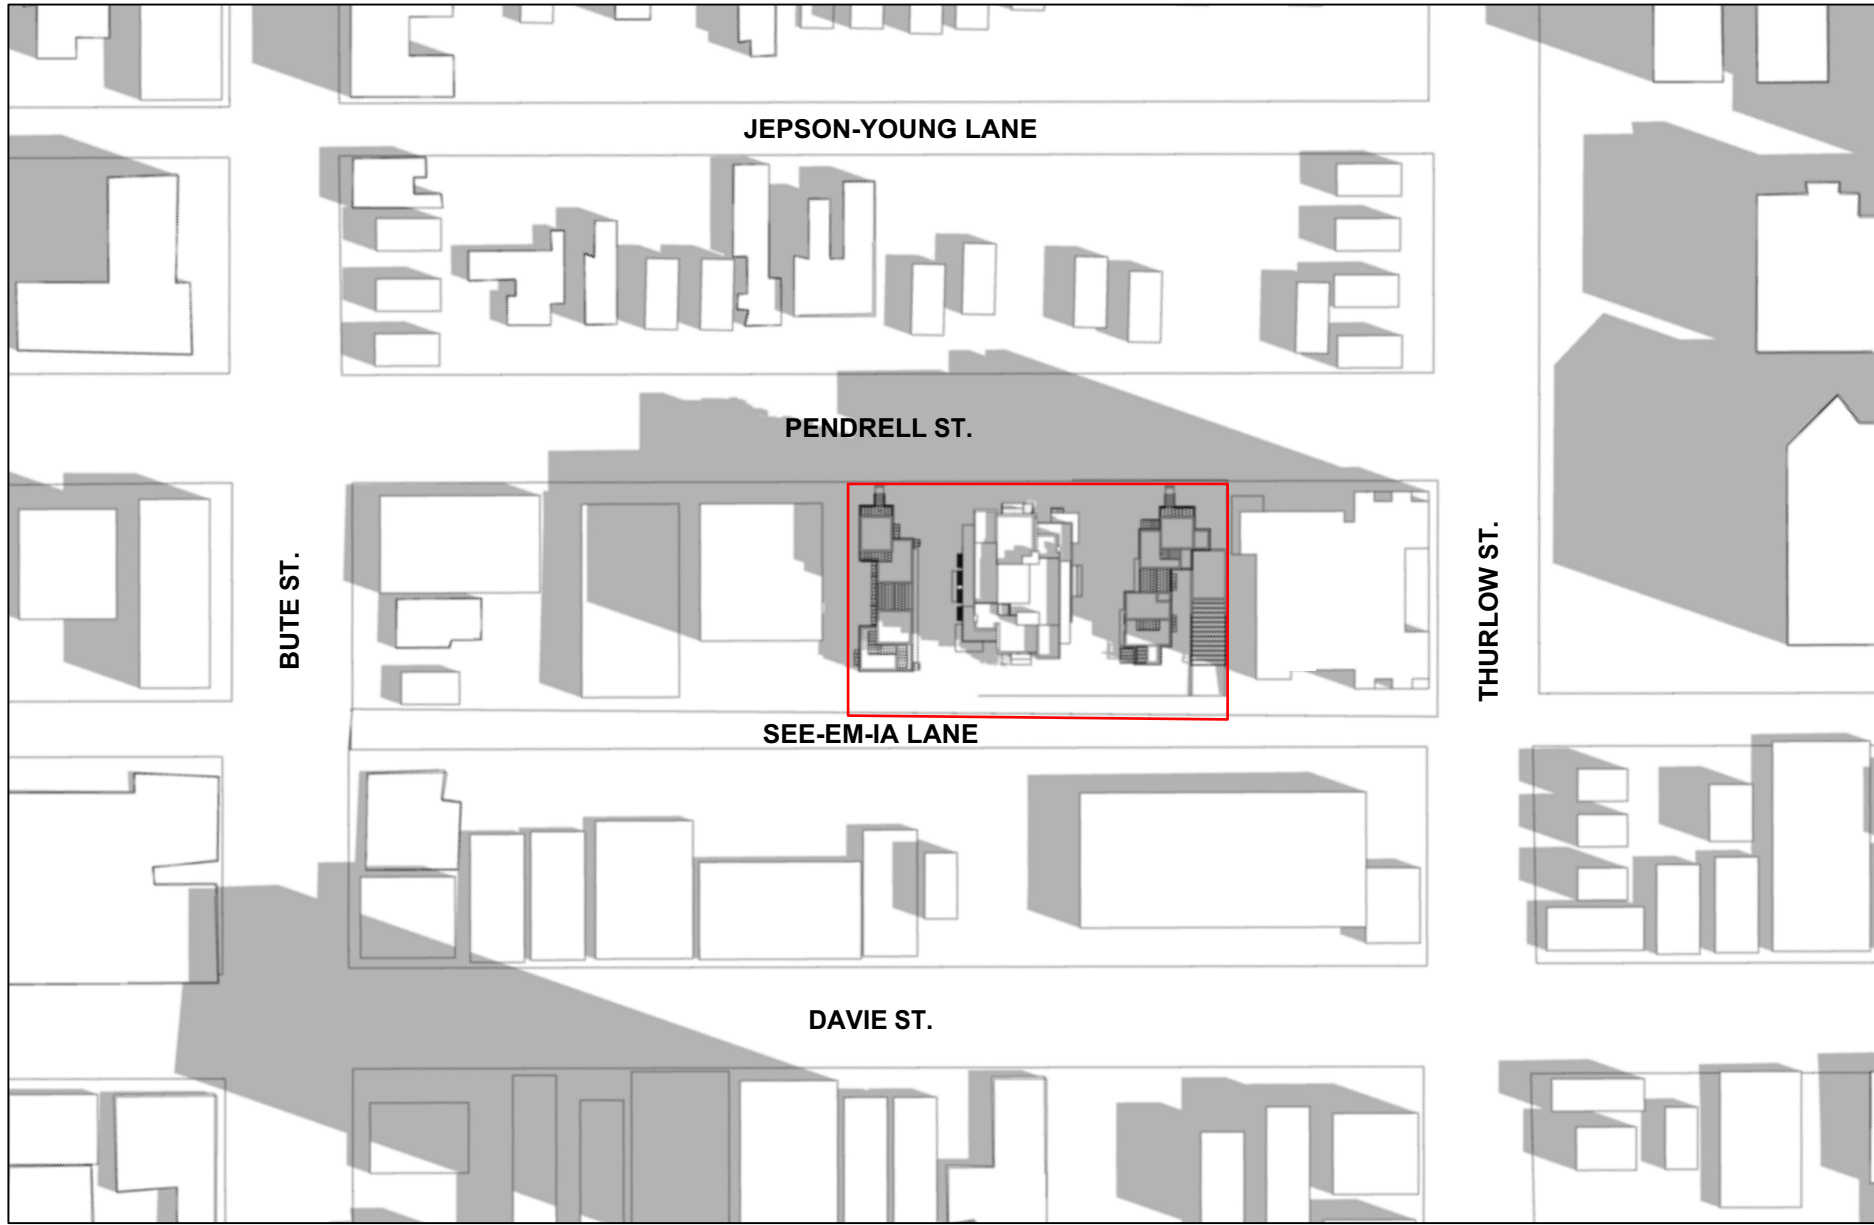 JEPSON-YOUNG LANE
PENDRELL ST.
BUTE ST.
THURLOW ST.
SEE-EM-IA LANE
DAVIE ST.